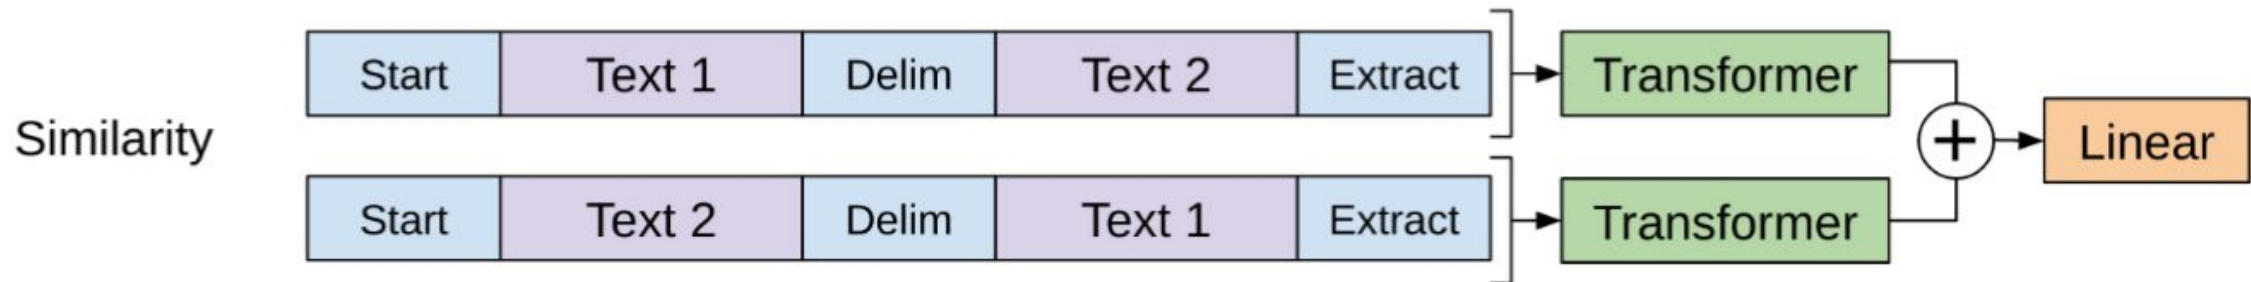 Start Text 1 Delim Text 2 Extract Transformer
Similarity + Linear
Start Text 2 Delim Text 1 Extract Transformer